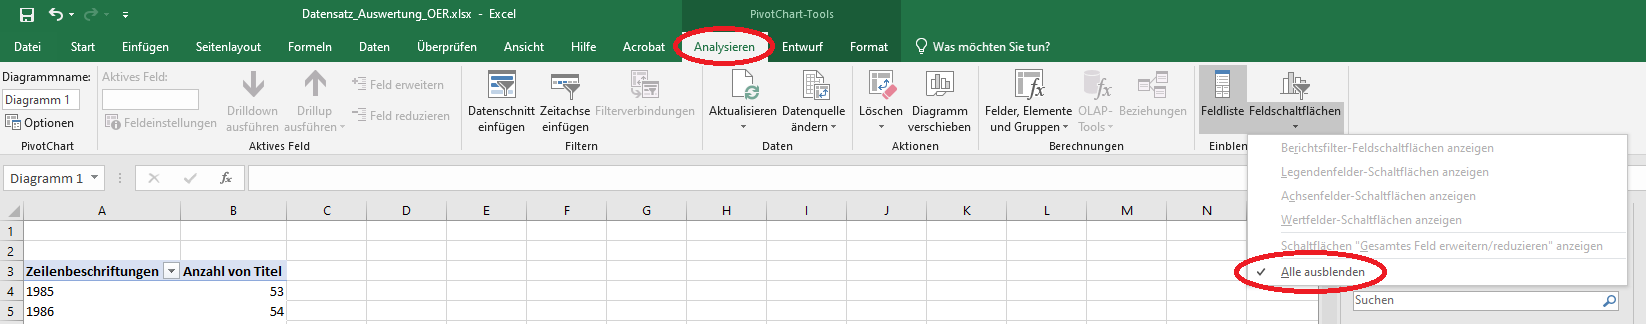 Datensatz_Auswertung_OER.xlsx - Excel
PivotChart-Tools
Datei Start Einfügen Seitenlayout Formeln Daten Überprüfen Ansicht Hilfe Acrobat Analysieren Entwurf Format Was möchten Sie tun?
Diagrammname:
Diagramm 1
Optionen
PivotChart
Aktives Feld:
Feldeinstellungen
Drilldown
ausführen
Drillup
ausführen
Feld erweitern
Feld reduzieren
Aktives Feld
Datenschnitt
einfügen
Zeitachse
einfügen
Filterverbindungen
Filtern
Aktualisieren
Datenquelle
ändern
Daten
Löschen
Diagramm
verschieben
Aktionen
Felder, Elemente
und Gruppen
OLAP-
Tools
Beziehungen
Berechnungen
Feldliste
Feldschaltflächen
Einblen
Berichtsfilter-Feldschaltflächen anzeigen
Legendenfelder-Schaltflächen anzeigen
Achsenfelder-Schaltflächen anzeigen
Wertfelder-Schaltflächen anzeigen
Schaltflächen "Gesamtes Feld erweitern/reduzieren" anzeigen
Alle ausblenden
Suchen
Diagramm 1 fx
A B C D E F G H I J K L M N
1
2
3 Zeilenbeschriftungen Anzahl von Titel
4 1985 53
5 1986 54